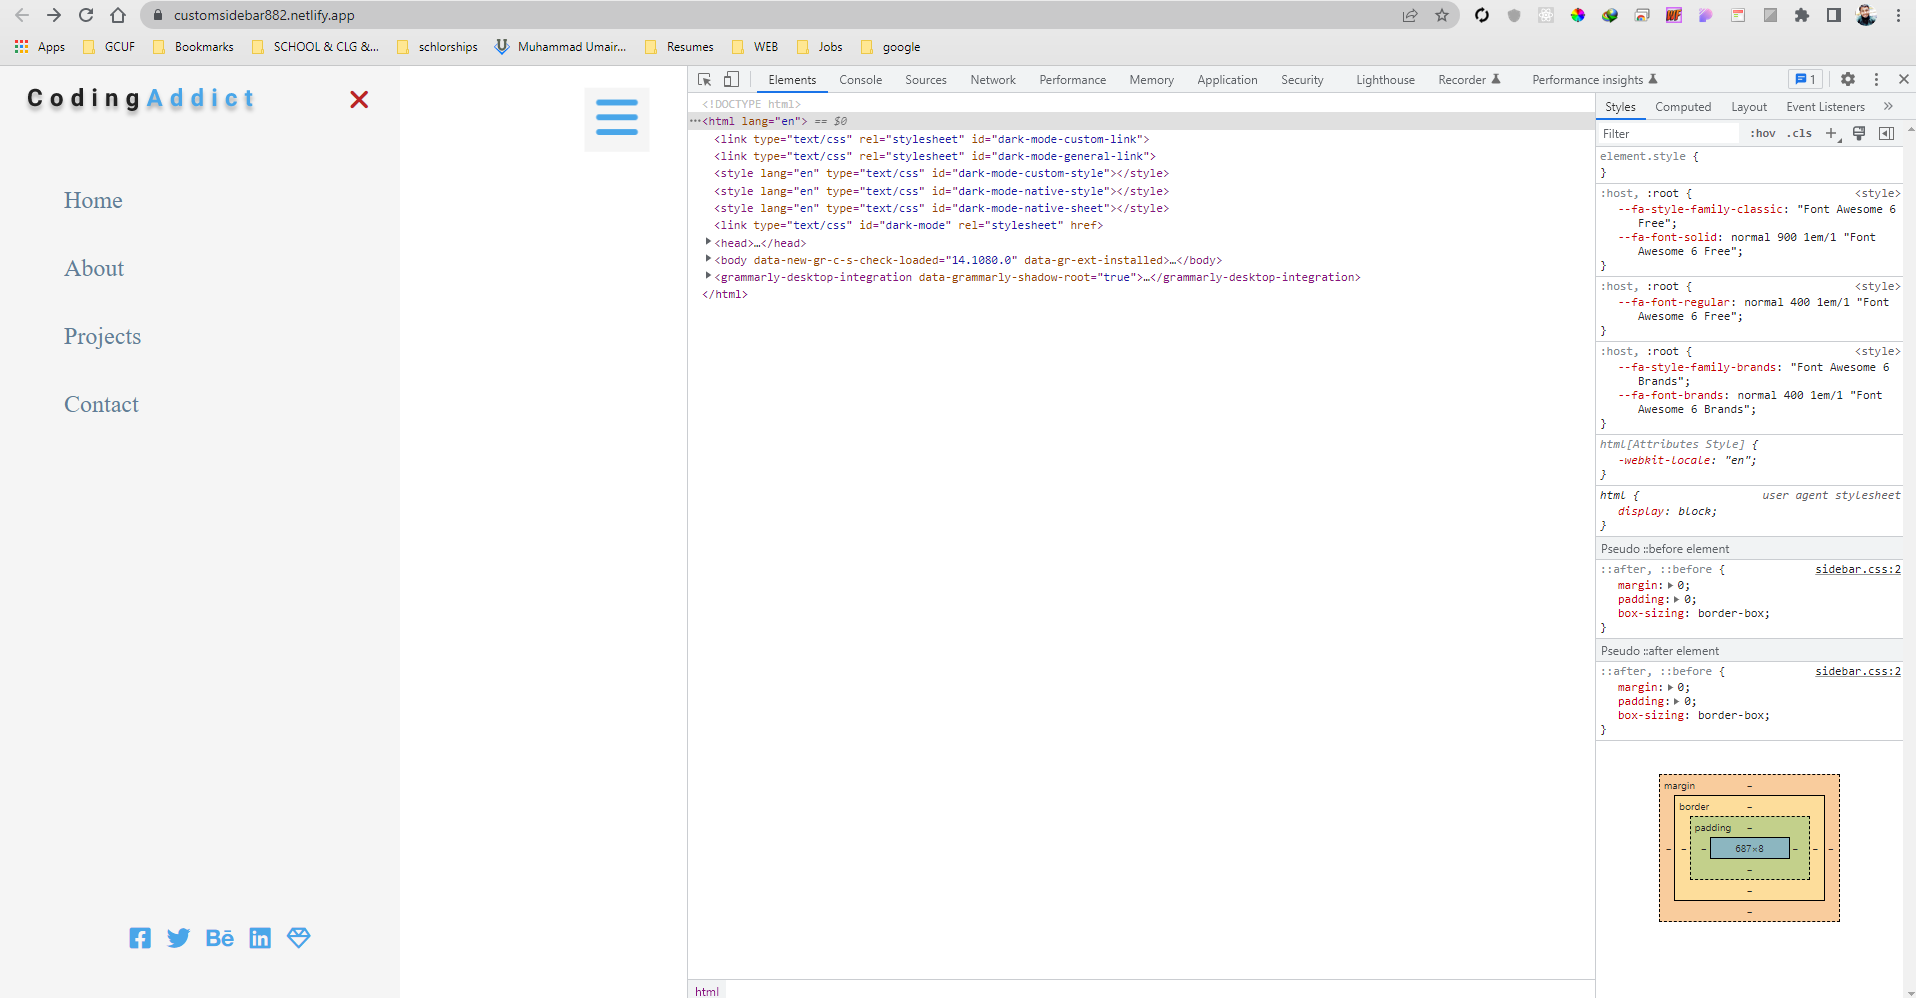 customsidebar882.netlify.app
Apps GCUF Bookmarks SCHOOL & CLG &... schlorships Muhammad Umair... Resumes WEB Jobs google
CodingAddict
Home
About
Projects
Contact
Bē
in
Elements Console Sources Network Performance Memory Application Security Lighthouse Recorder Performance insights 1
<!DOCTYPE html>
…<html lang="en"> == $0
<link type="text/css" rel="stylesheet" id="dark-mode-custom-link">
<link type="text/css" rel="stylesheet" id="dark-mode-general-link">
<style lang="en" type="text/css" id="dark-mode-custom-style"></style>
<style lang="en" type="text/css" id="dark-mode-native-style"></style>
<style lang="en" type="text/css" id="dark-mode-native-sheet"></style>
<link type="text/css" id="dark-mode" rel="stylesheet" href>
<head>…</head>
<body data-new-gr-c-s-check-loaded="14.1080.0" data-gr-ext-installed>…</body>
<grammarly-desktop-integration data-grammarly-shadow-root="true">…</grammarly-desktop-integration>
</html>
html
Styles Computed Layout Event Listeners »
Filter :hov .cls +
element.style {
}
:host, :root { <style>
--fa-style-family-classic: "Font Awesome 6
Free";
--fa-font-solid: normal 900 1em/1 "Font
Awesome 6 Free";
}
:host, :root { <style>
--fa-font-regular: normal 400 1em/1 "Font
Awesome 6 Free";
}
:host, :root { <style>
--fa-style-family-brands: "Font Awesome 6
Brands";
--fa-font-brands: normal 400 1em/1 "Font
Awesome 6 Brands";
}
html[Attributes Style] {
-webkit-locale: "en";
}
html { user agent stylesheet
display: block;
}
Pseudo ::before element
::after, ::before { sidebar.css:2
margin: 0;
padding: 0;
box-sizing: border-box;
}
Pseudo ::after element
::after, ::before { sidebar.css:2
margin: 0;
padding: 0;
box-sizing: border-box;
}
margin –
border –
padding –
– – – 687×8 – – –
–
–
–